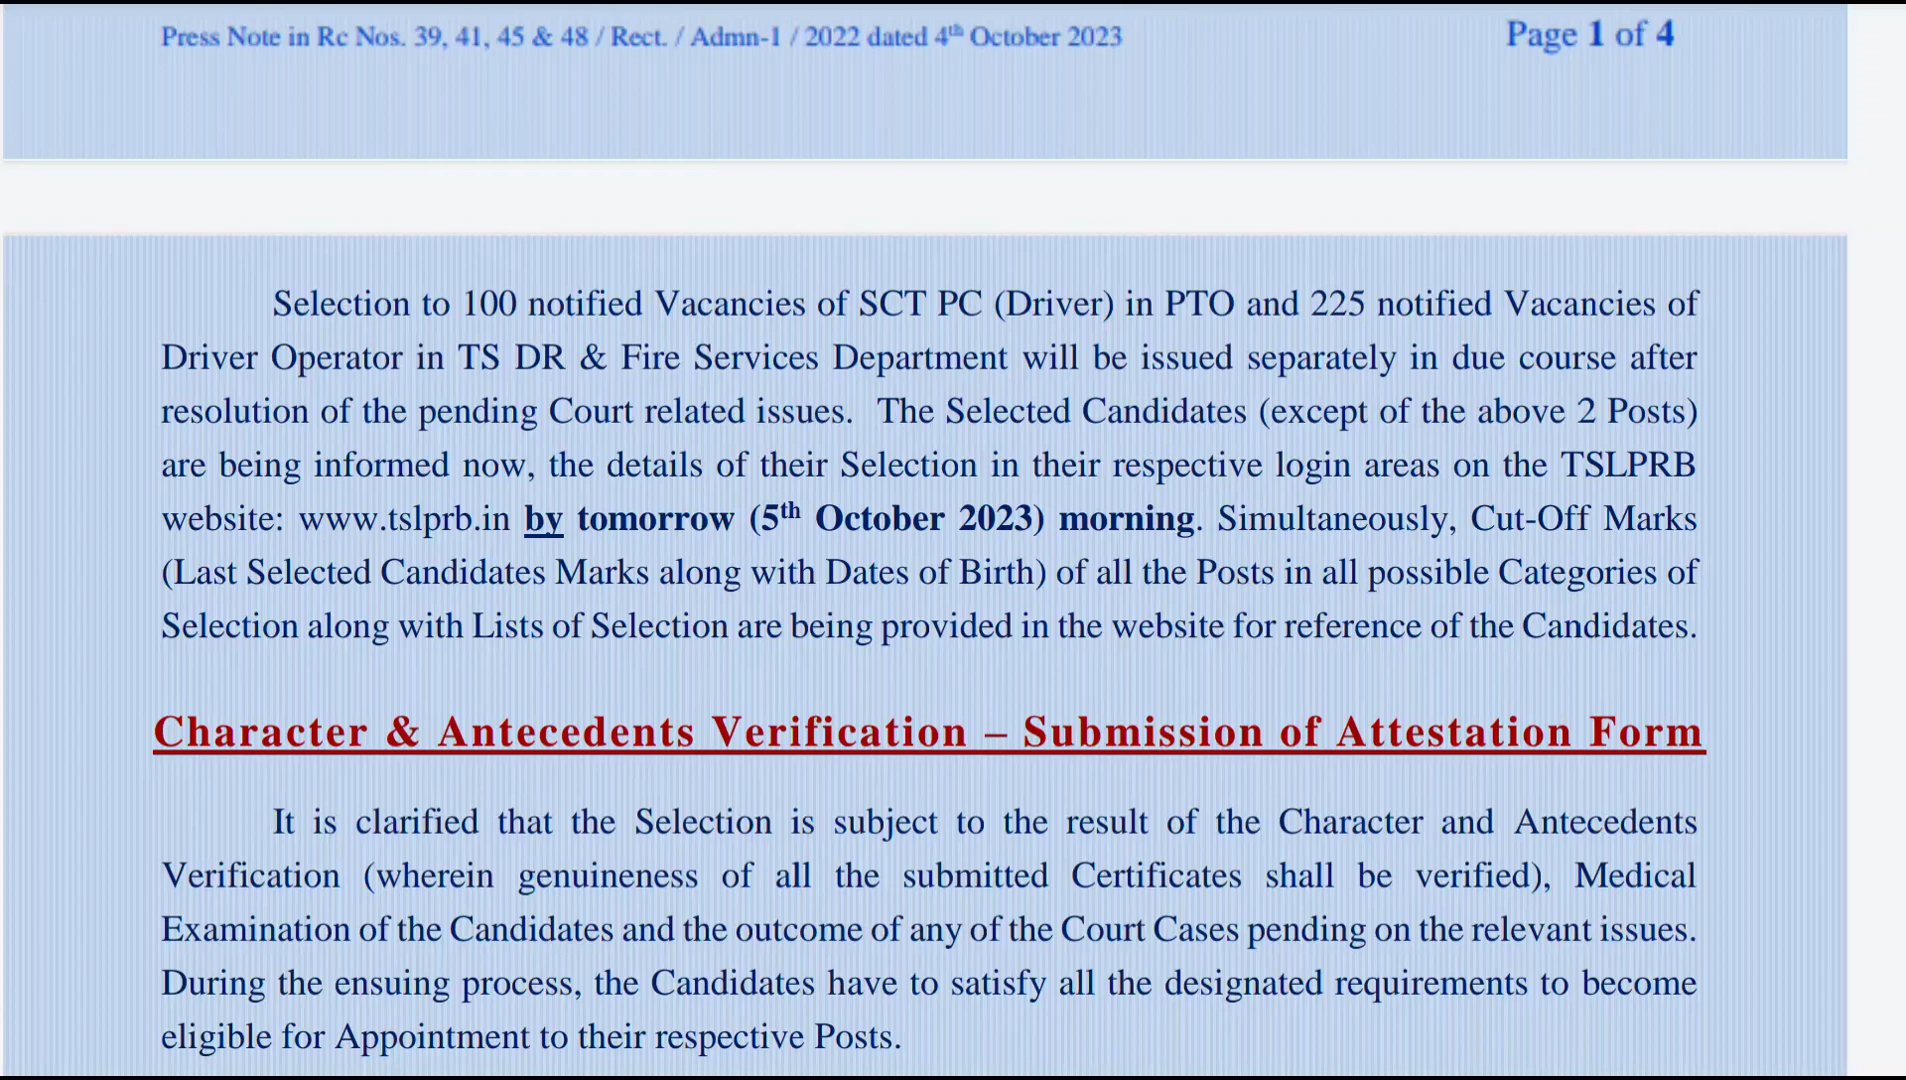 Press Note in Rc Nos. 39, 41, 45 & 48 / Rect. / Admn-1 / 2022 dated 4th October 2023 Page 1 of 4
Selection to 100 notified Vacancies of SCT PC (Driver) in PTO and 225 notified Vacancies of
Driver Operator in TS DR & Fire Services Department will be issued separately in due course after
resolution of the pending Court related issues. The Selected Candidates (except of the above 2 Posts)
are being informed now, the details of their Selection in their respective login areas on the TSLPRB
website: www.tslprb.in by tomorrow (5th October 2023) morning. Simultaneously, Cut-Off Marks
(Last Selected Candidates Marks along with Dates of Birth) of all the Posts in all possible Categories of
Selection along with Lists of Selection are being provided in the website for reference of the Candidates.
Character & Antecedents Verification – Submission of Attestation Form
It is clarified that the Selection is subject to the result of the Character and Antecedents
Verification (wherein genuineness of all the submitted Certificates shall be verified), Medical
Examination of the Candidates and the outcome of any of the Court Cases pending on the relevant issues.
During the ensuing process, the Candidates have to satisfy all the designated requirements to become
eligible for Appointment to their respective Posts.